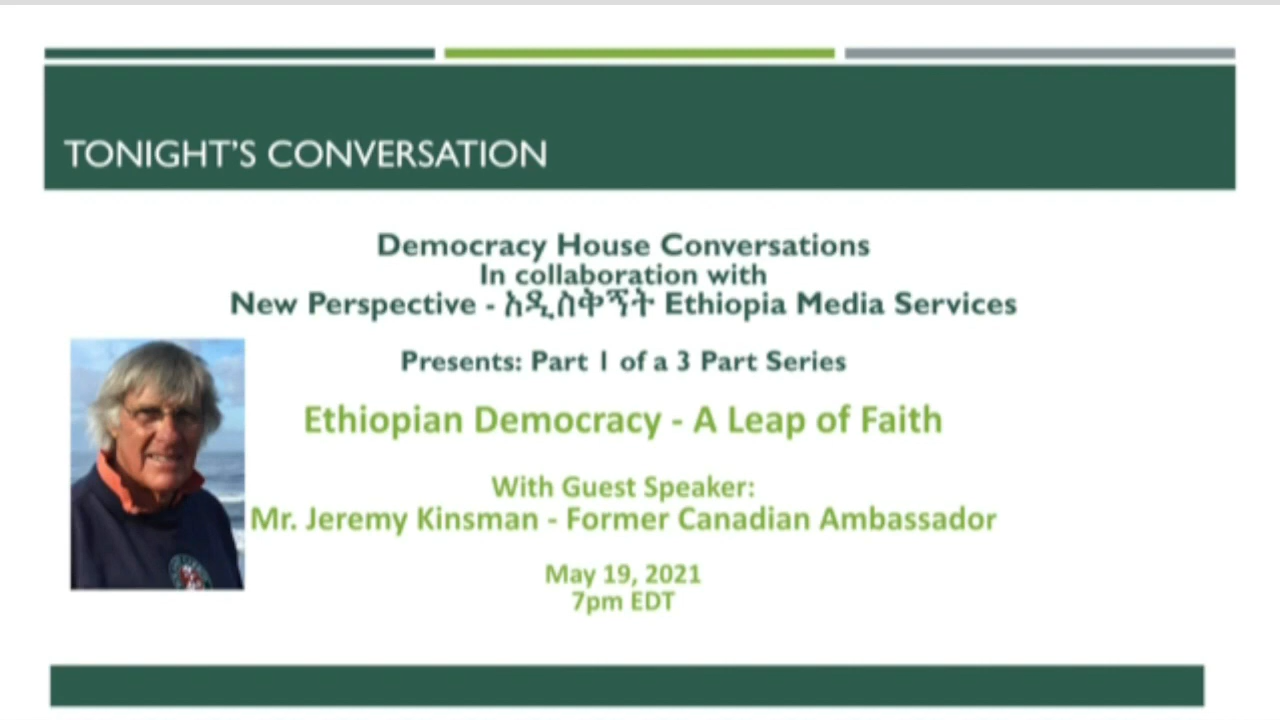 TONIGHT'S CONVERSATION
Democracy House Conversations
In collaboration with
New Perspective - አዲስቅኝት Ethiopia Media Services
Presents: Part 1 of a 3 Part Series
Ethiopian Democracy - A Leap of Faith
With Guest Speaker:
Mr. Jeremy Kinsman - Former Canadian Ambassador
May 19, 2021
7pm EDT